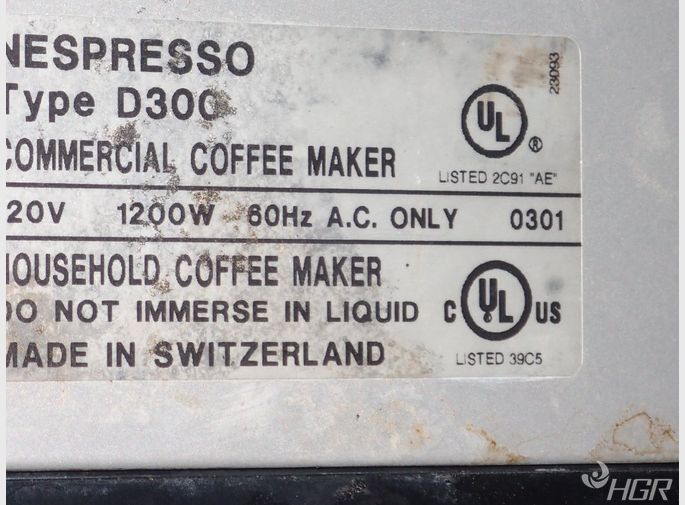 NESPRESSO
Type D300
COMMERCIAL COFFEE MAKER
UL ®
LISTED 2C91 "AE"
23093
20V 1200W 60Hz A.C. ONLY 0301
HOUSEHOLD COFFEE MAKER
DO NOT IMMERSE IN LIQUID
C UL US
MADE IN SWITZERLAND
LISTED 39C5
HGR